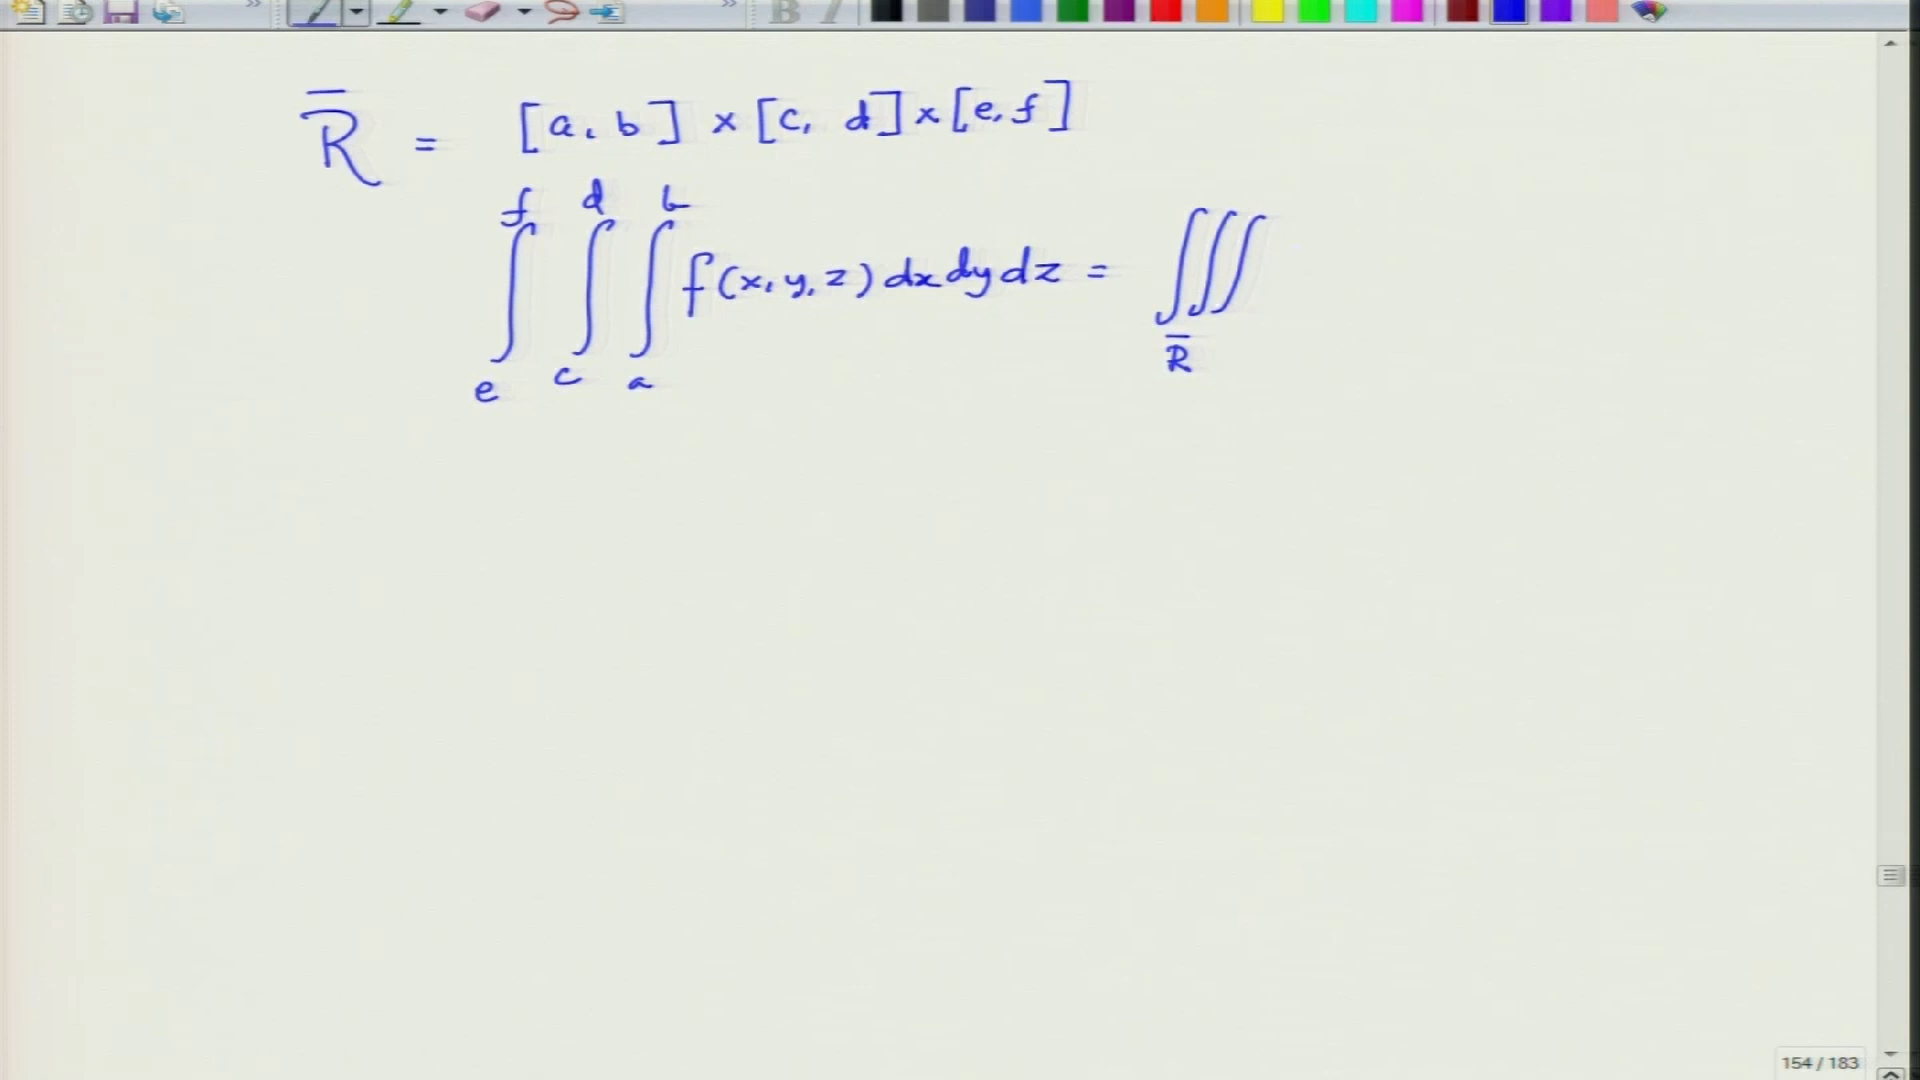 R̅ = [a, b] × [c, d] × [e, f]
∫_e^f ∫_c^d ∫_a^b f(x, y, z) dx dy dz = ∭_R̅
154 / 183